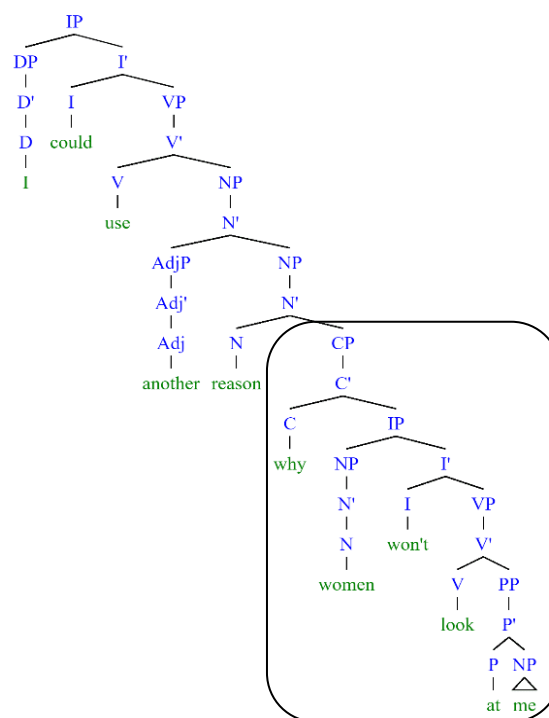 IP
DP I'
D' I VP
D could V'
I V NP
use N'
AdjP NP
Adj' N'
Adj N CP
another reason C'
C IP
why NP I'
N' I VP
N won't V'
women V PP
look P'
P NP
at me